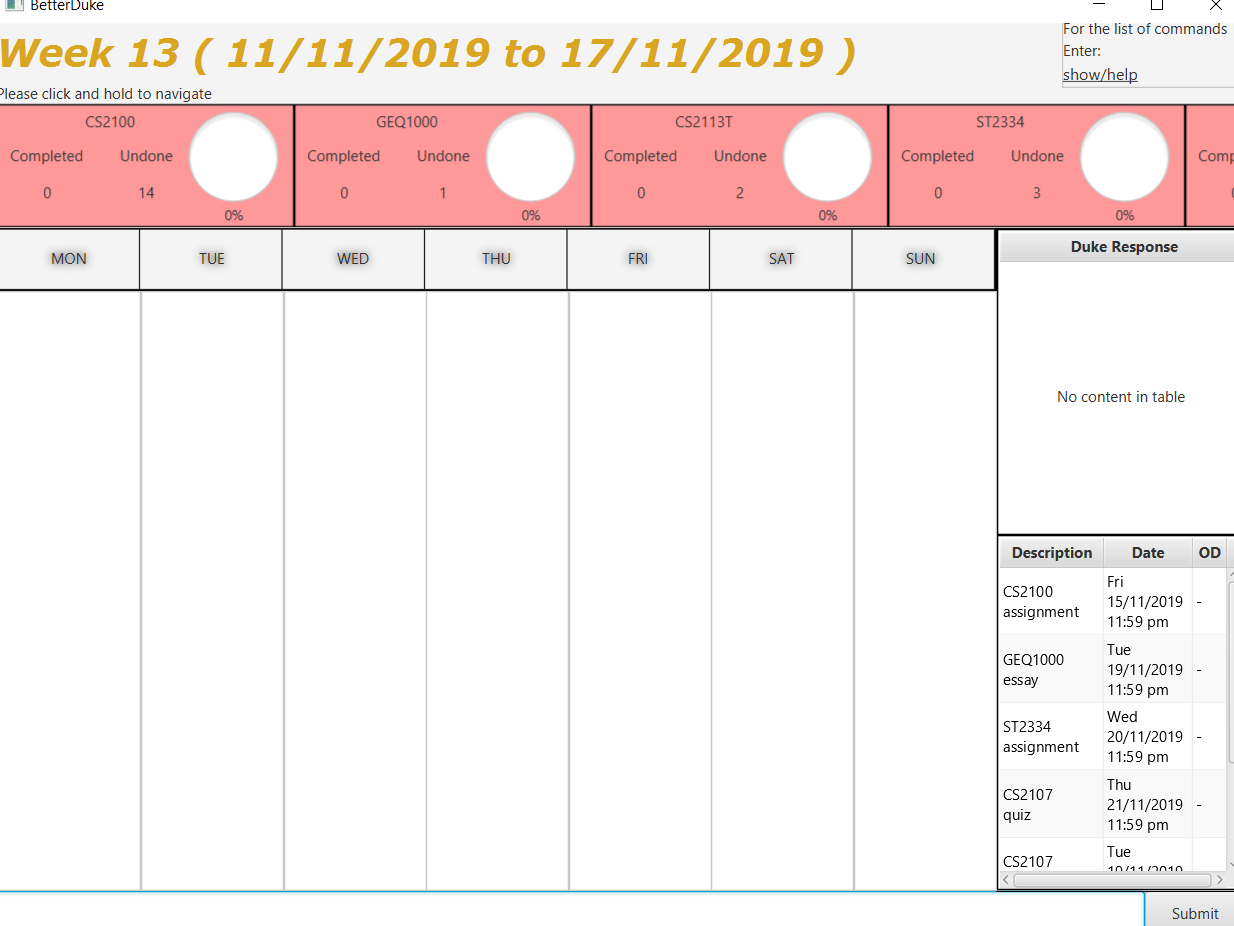 BetterDuke
Week 13 ( 11/11/2019 to 17/11/2019 )
For the list of commands
Enter:
show/help
Please click and hold to navigate
CS2100
Completed Undone
0 14
0%
GEQ1000
Completed Undone
0 1
0%
CS2113T
Completed Undone
0 2
0%
ST2334
Completed Undone
0 3
0%
Comp
MON TUE WED THU FRI SAT SUN
Duke Response
No content in table
Description Date OD
CS2100
assignment
Fri
15/11/2019
11:59 pm
-
GEQ1000
essay
Tue
19/11/2019
11:59 pm
-
ST2334
assignment
Wed
20/11/2019
11:59 pm
-
CS2107
quiz
Thu
21/11/2019
11:59 pm
-
CS2107
Tue
19/11/2019
Submit